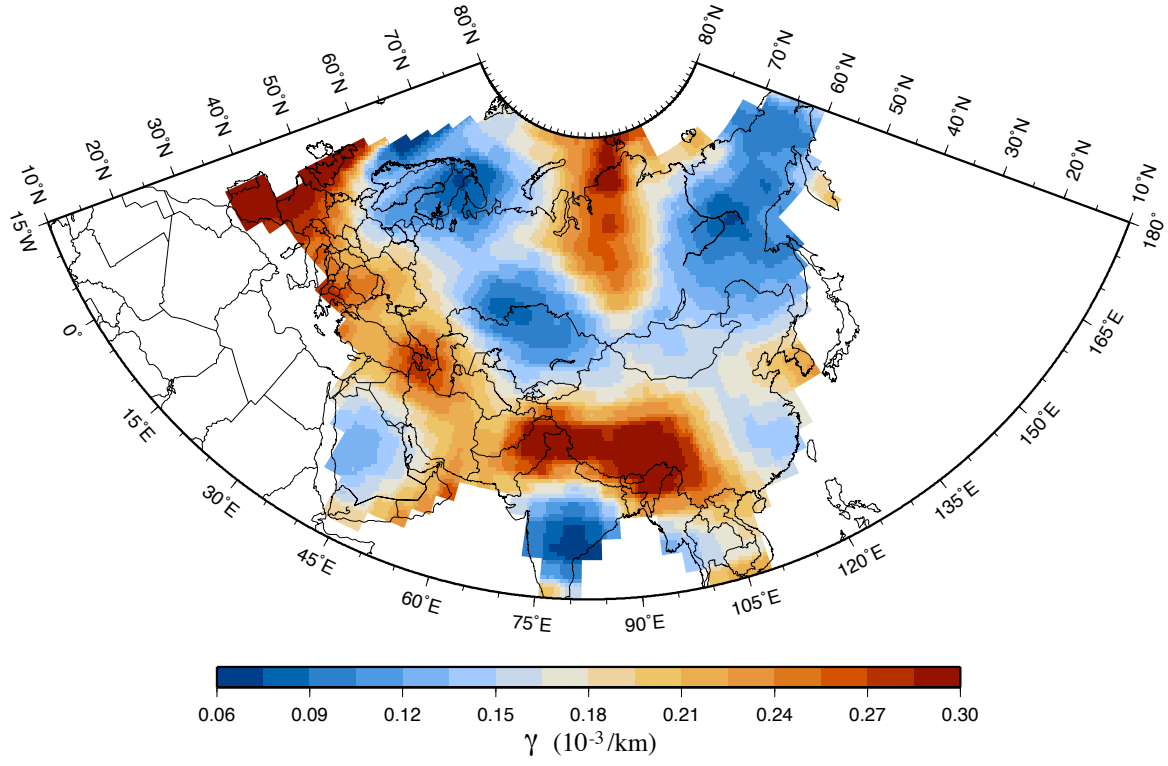 80°N 80°N
70°N 70°N
60°N 60°N
50°N 50°N
40°N 40°N
30°N 30°N
20°N 20°N
10°N 10°N
15°W 180°
0° 165°E
15°E 150°E
30°E 135°E
45°E 120°E
60°E 105°E
75°E 90°E
0.06 0.09 0.12 0.15 0.18 0.21 0.24 0.27 0.30
γ (10⁻³/km)